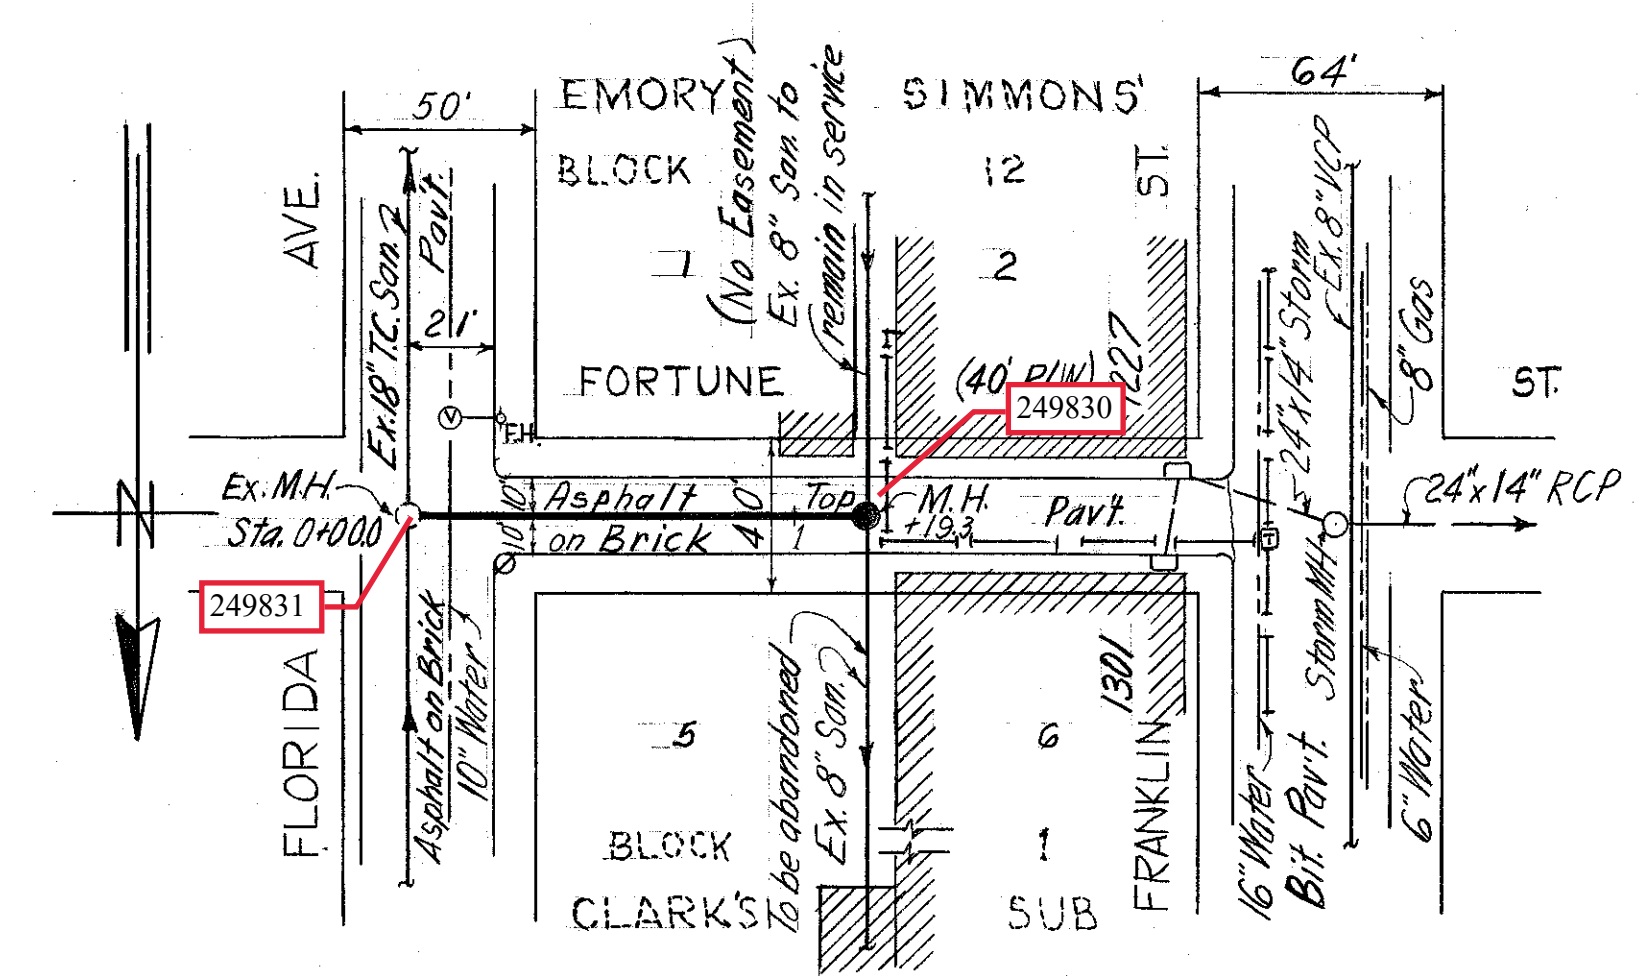 EMORY SIMMONS'
50'
64'
BLOCK 12
AVE.
ST.
Pav't.
Ex. 18" T.C. San.
(No Easement)
Ex. 8" San. to
remain in service
1
2
Ex. 8" VCP
24"x14" Storm
8" Gas
21'
1227
FORTUNE
(40' R/W)
ST.
249830
V
F.H.
Ex. M.H.
Sta. 0+00.0
10'
10'
40'
Asphalt Top
on Brick
1
M.H.
+19.3
Pav't.
24"x14" RCP
T
N
249831
Storm MH
Asphalt on Brick
10" Water
FLORIDA
To be abandoned
Ex. 8" San.
1301
5
6
FRANKLIN
16" Water
Bit. Pav't.
6" Water
BLOCK 1
CLARK'S SUB